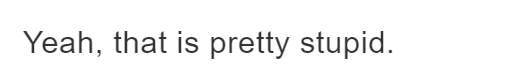 Yeah, that is pretty stupid.